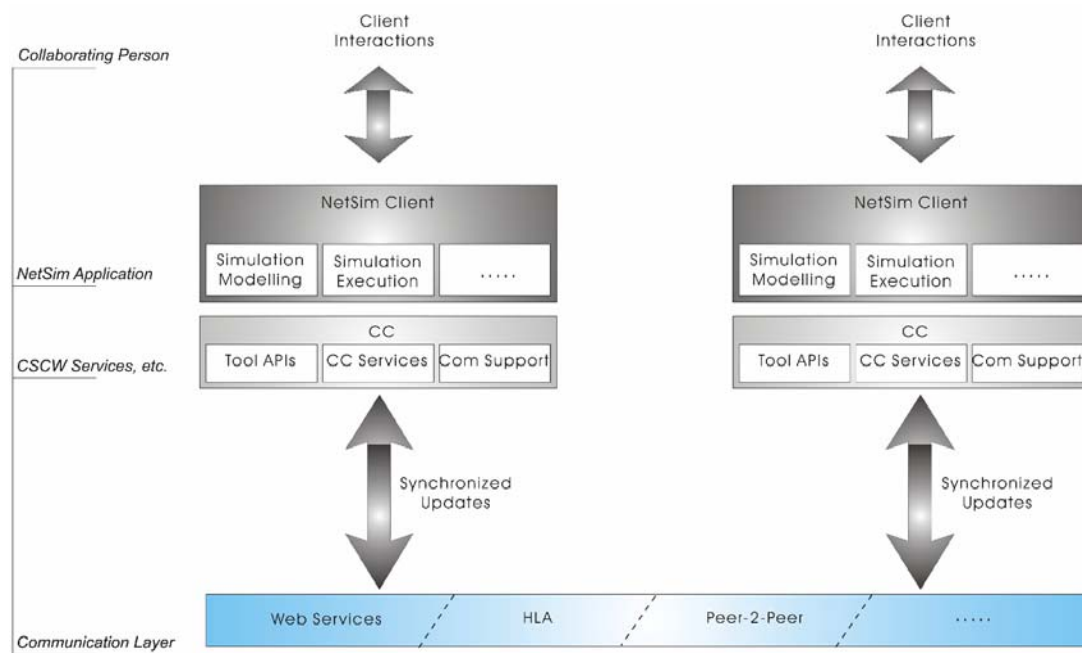 Client
Interactions
Client
Interactions
Collaborating Person
NetSim Client
NetSim Client
Simulation
Modelling
Simulation
Execution
.....
Simulation
Modelling
Simulation
Execution
.....
NetSim Application
CC
CC
Tool APIs
CC Services
Com Support
Tool APIs
CC Services
Com Support
CSCW Services, etc.
Synchronized
Updates
Synchronized
Updates
Web Services
HLA
Peer-2-Peer
.....
Communication Layer